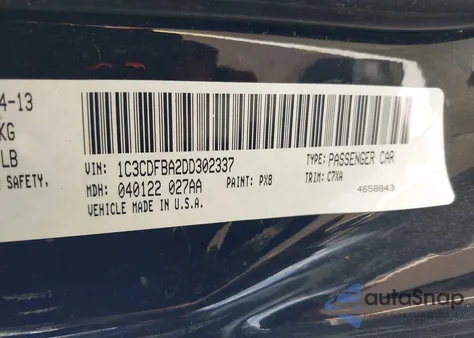 4-13
KG
LB
SAFETY,
VIN: 1C3CDFBA2DD302337
TYPE: PASSENGER CAR
MDH: 040122 027AA
PAINT: PX8
TRIM: C7XA
VEHICLE MADE IN U.S.A.
4658843
autoSnap